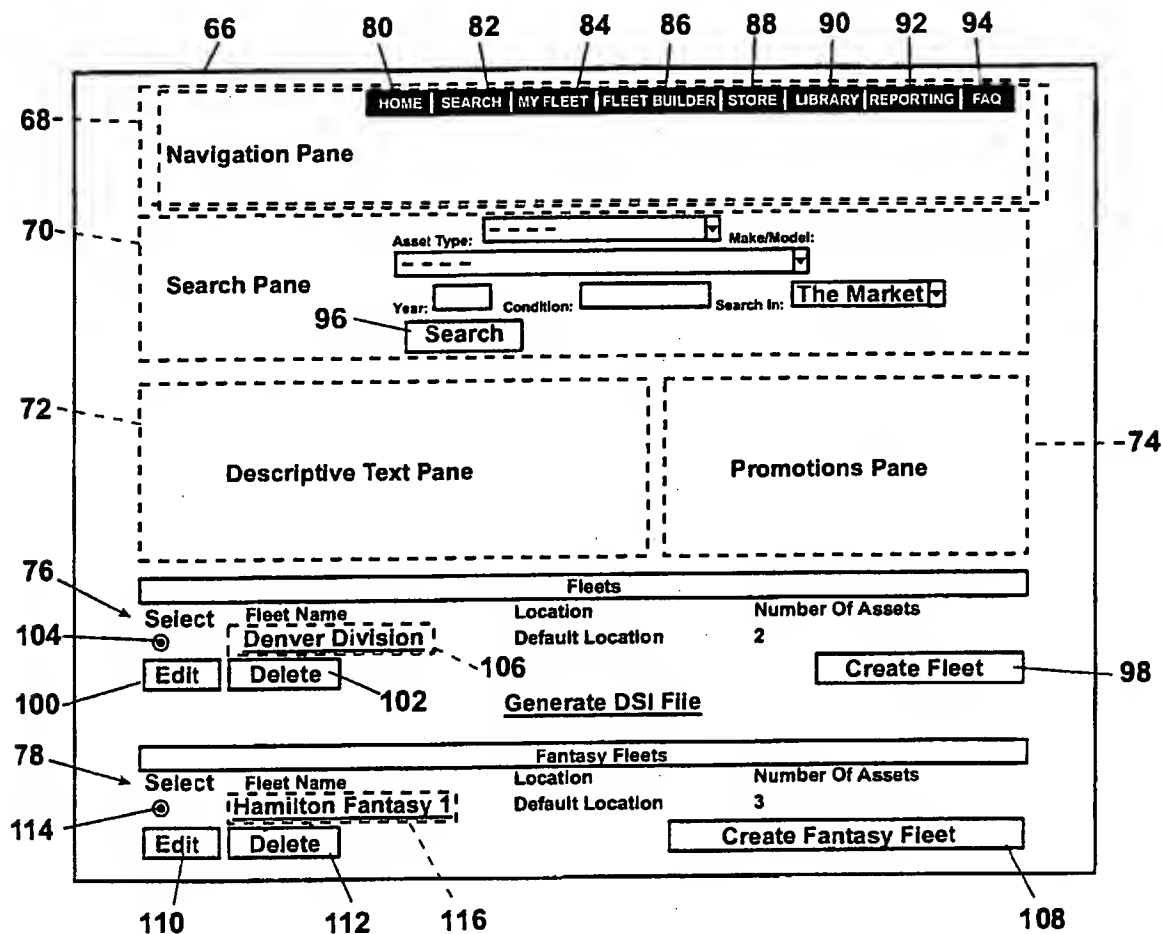 66 80 82 84 86 88 90 92 94
HOME SEARCH MY FLEET FLEET BUILDER STORE LIBRARY REPORTING FAQ
68
Navigation Pane
70
Asset Type: - - - - - Make/Model:
- - - - -
Search Pane
Year: Condition: Search In: The Market
96 Search
72
74
Descriptive Text Pane Promotions Pane
76
Fleets
Select Fleet Name Location Number Of Assets
104 Denver Division Default Location 2
106
100 Edit Delete 102 Create Fleet 98
Generate DSI File
78
Fantasy Fleets
Select Fleet Name Location Number Of Assets
114 Hamilton Fantasy 1 Default Location 3
Edit Delete Create Fantasy Fleet
110 112 116 108